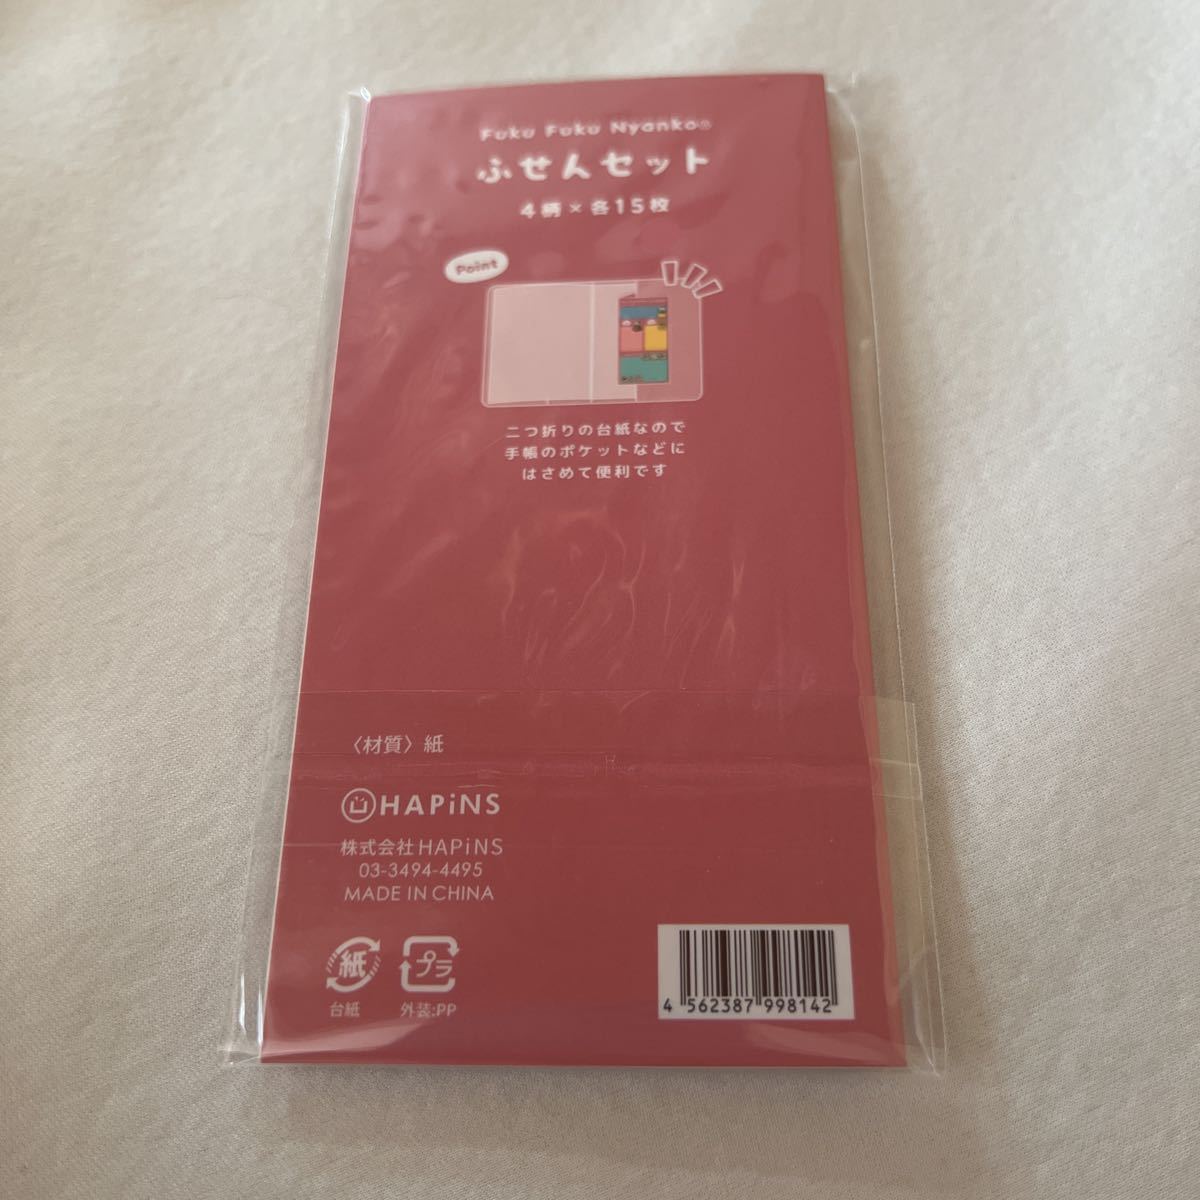 Fuku Fuku Nyanko®
ふせんセット
4柄×各15枚
Point
二つ折りの台紙なので
手帳のポケットなどに
はさめて便利です
〈材質〉紙
HAPiNS
株式会社HAPiNS
03-3494-4495
MADE IN CHINA
紙
プラ
台紙
外装:PP
4 562387 998142